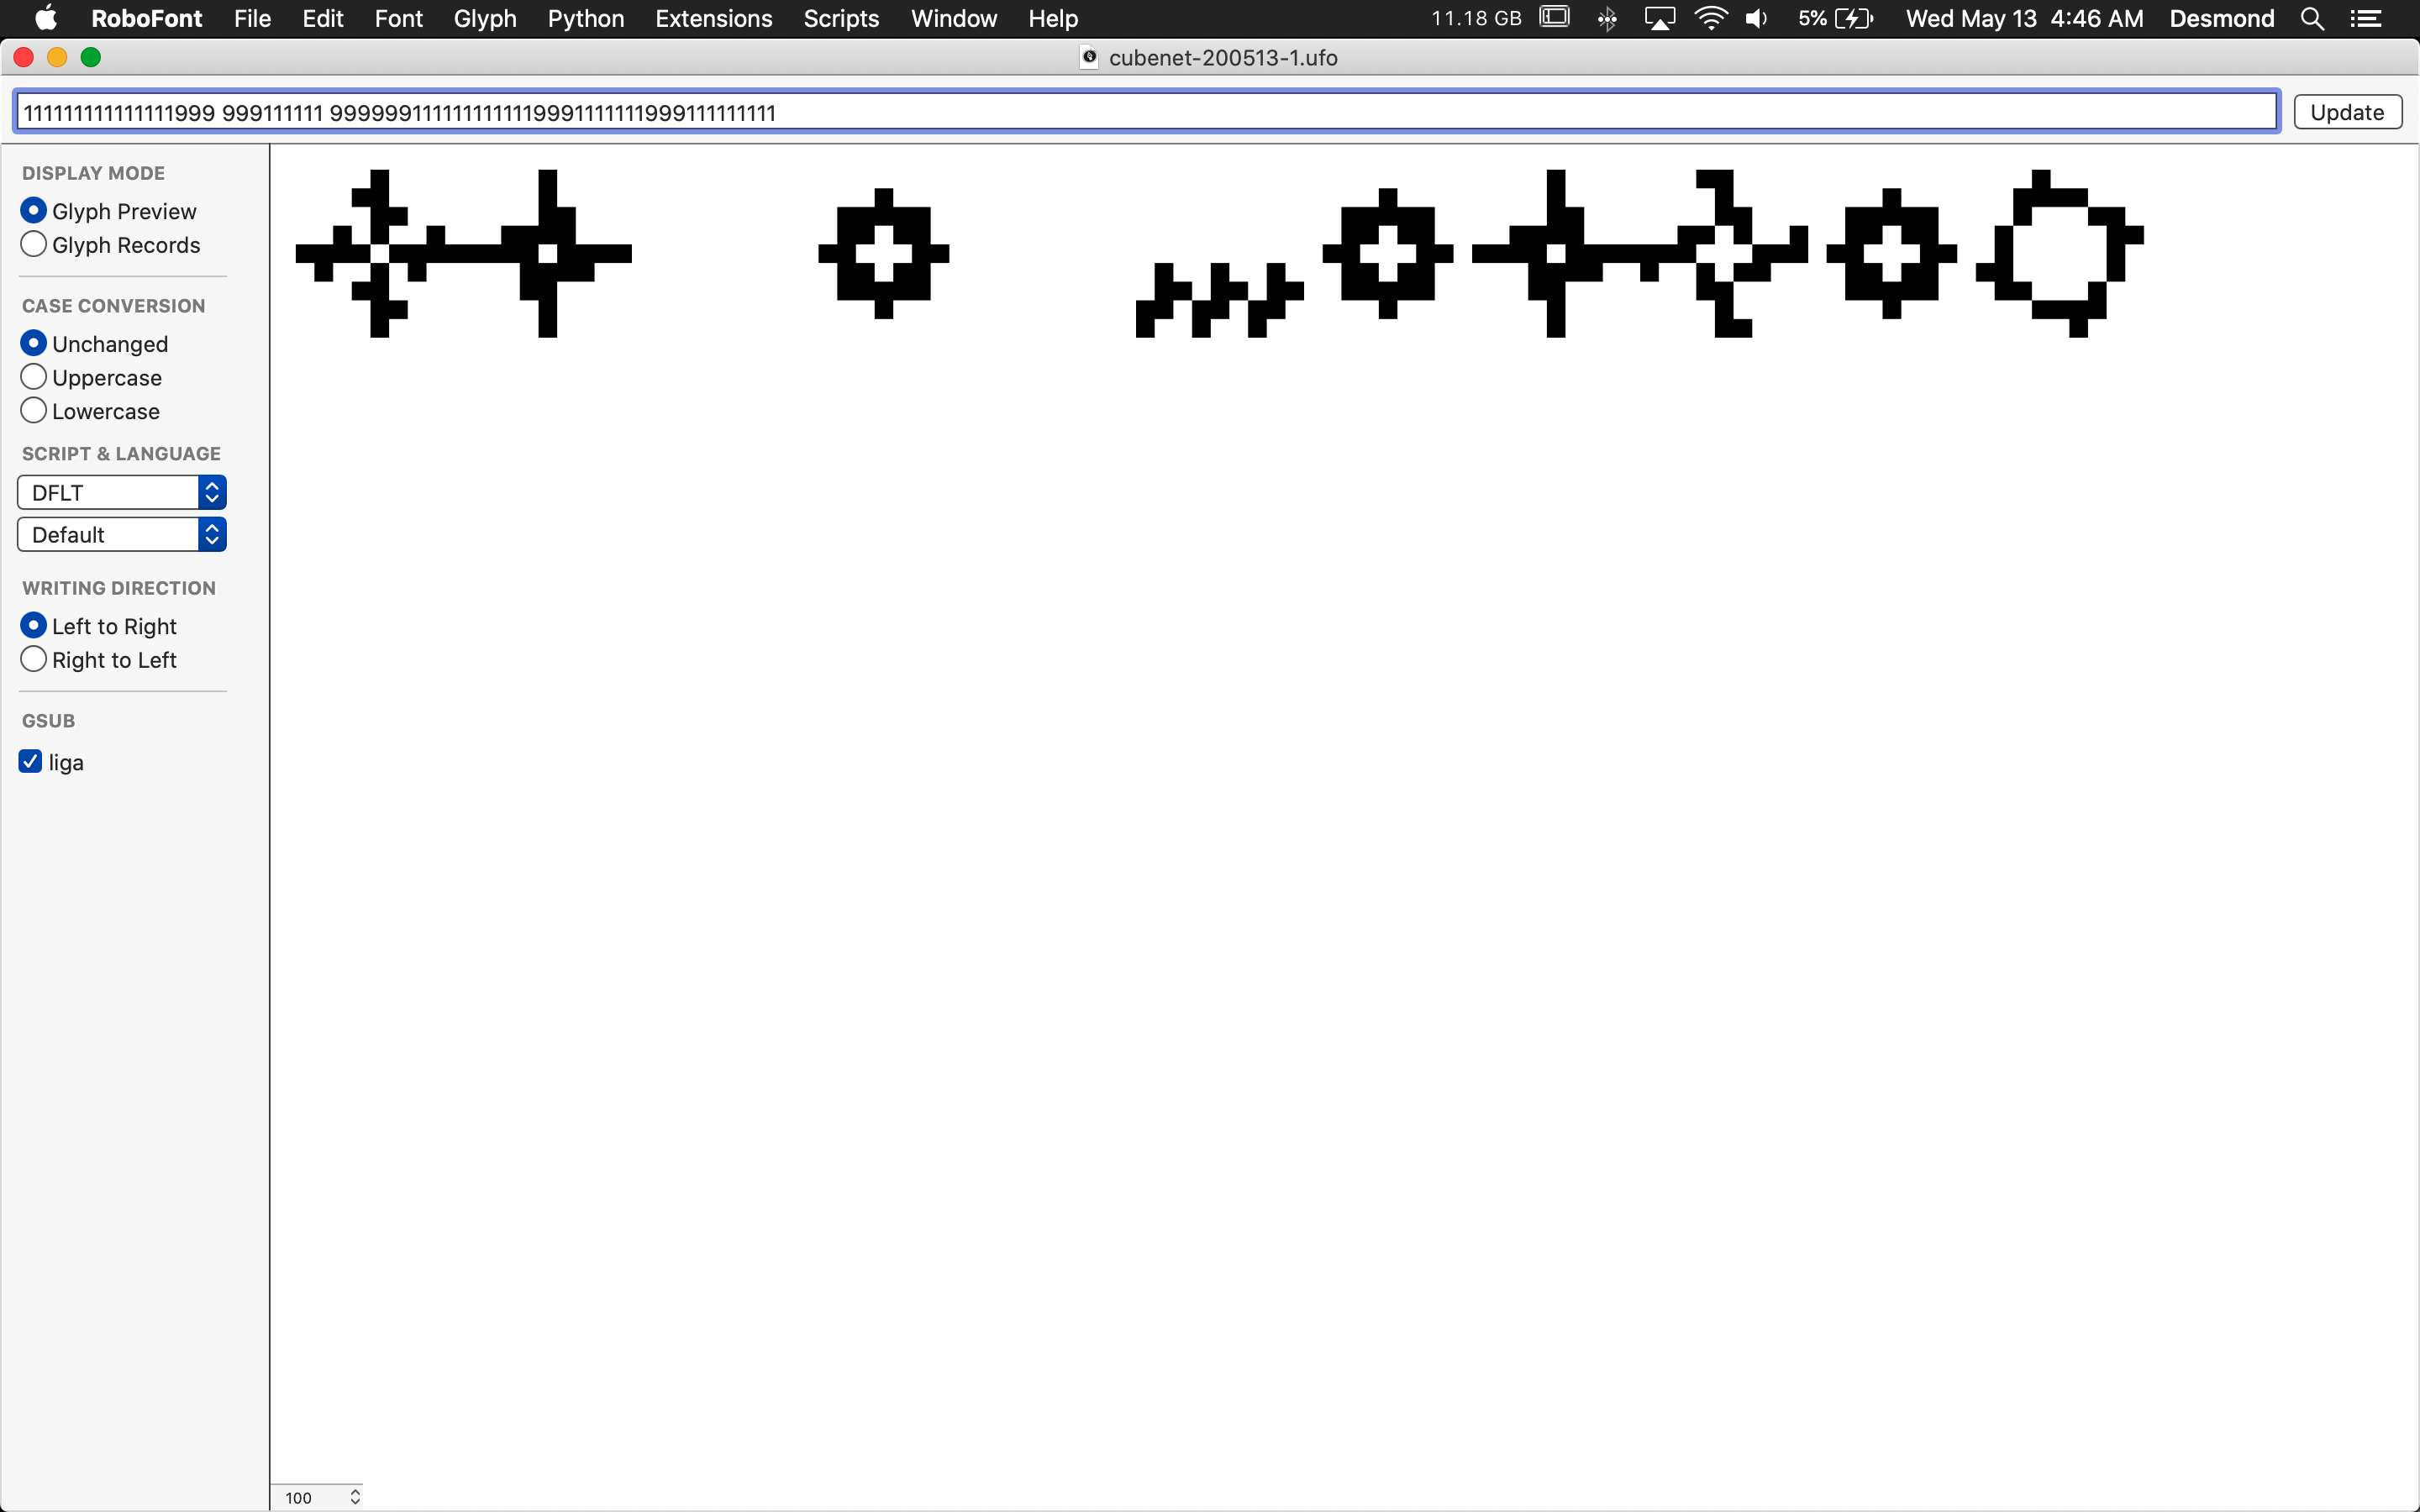 RoboFont File Edit Font Glyph Python Extensions Scripts Window Help 11.18 GB 5% Wed May 13 4:46 AM Desmond
cubenet-200513-1.ufo
111111111111111999 999111111 9999991111111111119991111111999111111111
Update
DISPLAY MODE
Glyph Preview
Glyph Records
CASE CONVERSION
Unchanged
Uppercase
Lowercase
SCRIPT & LANGUAGE
DFLT
Default
WRITING DIRECTION
Left to Right
Right to Left
GSUB
liga
100